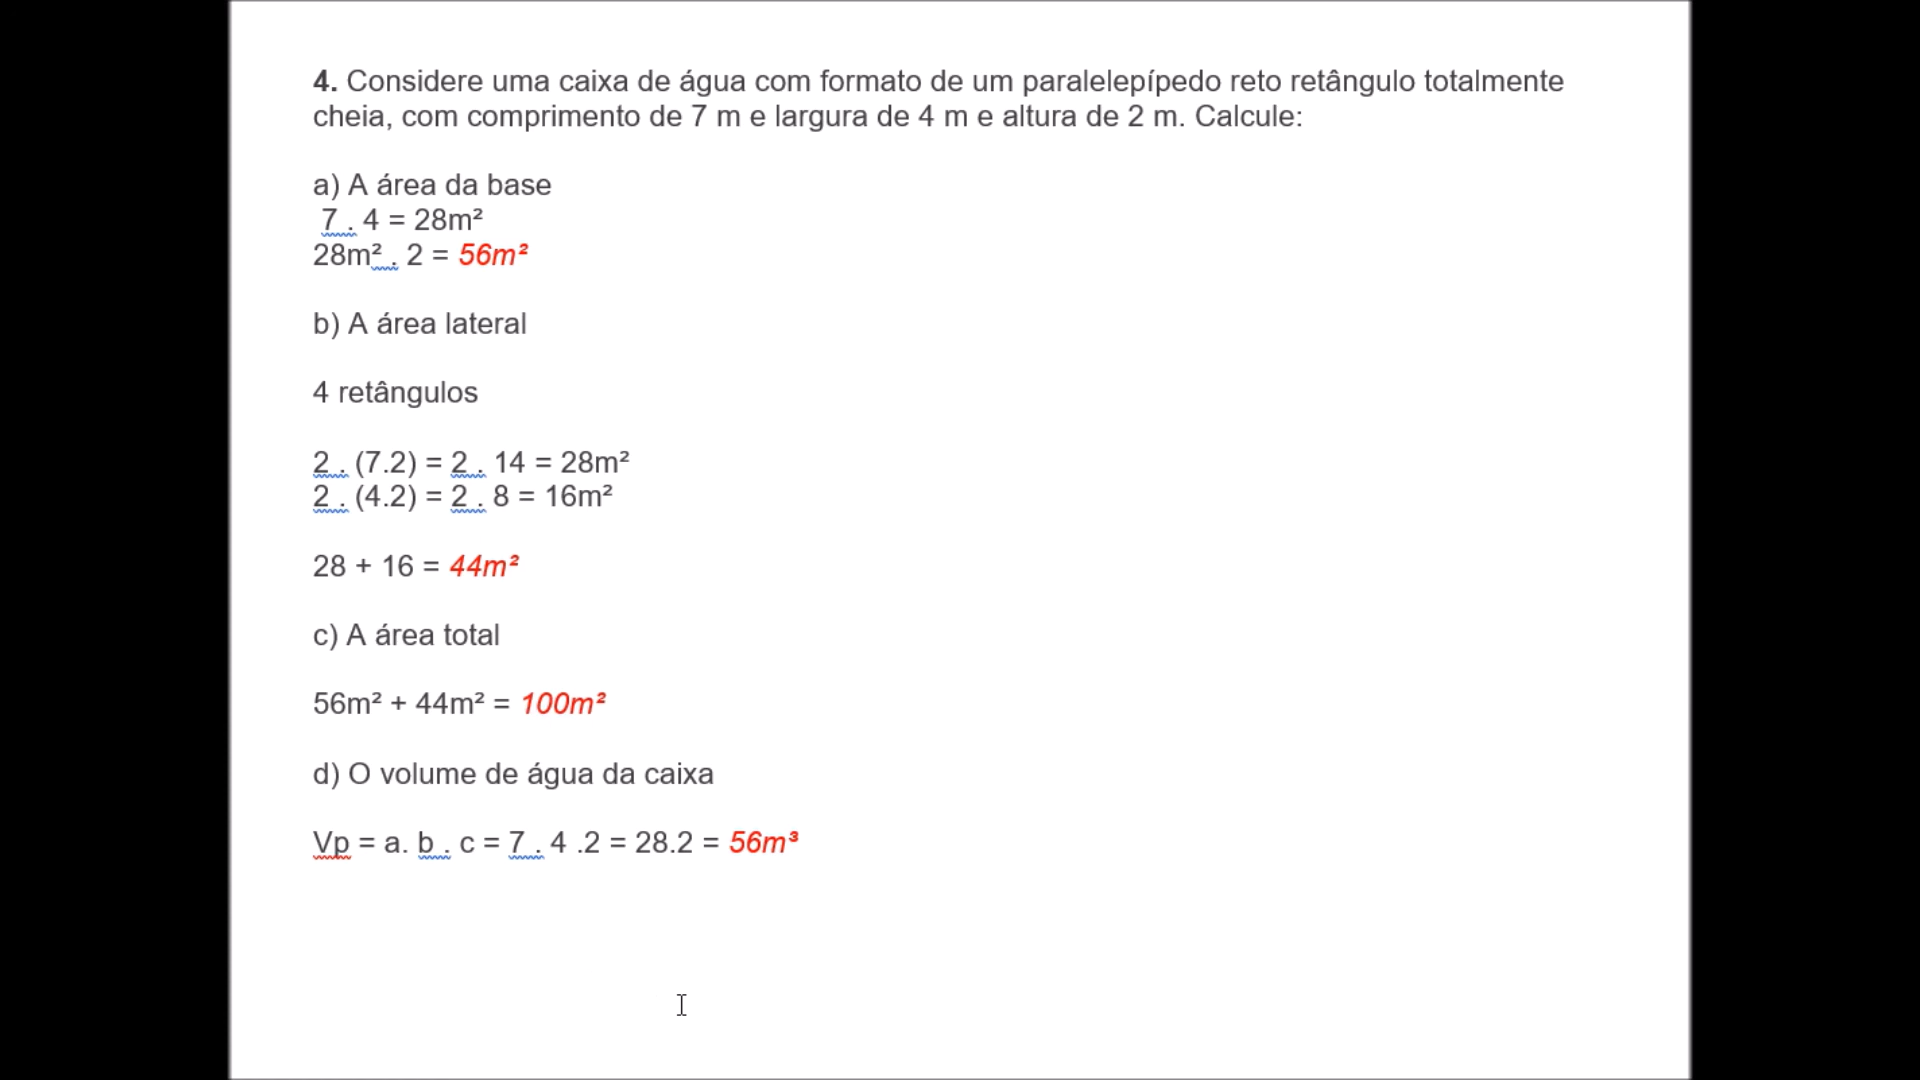 4. Considere uma caixa de água com formato de um paralelepípedo reto retângulo totalmente
cheia, com comprimento de 7 m e largura de 4 m e altura de 2 m. Calcule:
a) A área da base
7 . 4 = 28m²
28m² . 2 = 56m²
b) A área lateral
4 retângulos
2 . (7.2) = 2 . 14 = 28m²
2 . (4.2) = 2 . 8 = 16m²
28 + 16 = 44m²
c) A área total
56m² + 44m² = 100m²
d) O volume de água da caixa
Vp = a. b . c = 7 . 4 .2 = 28.2 = 56m³